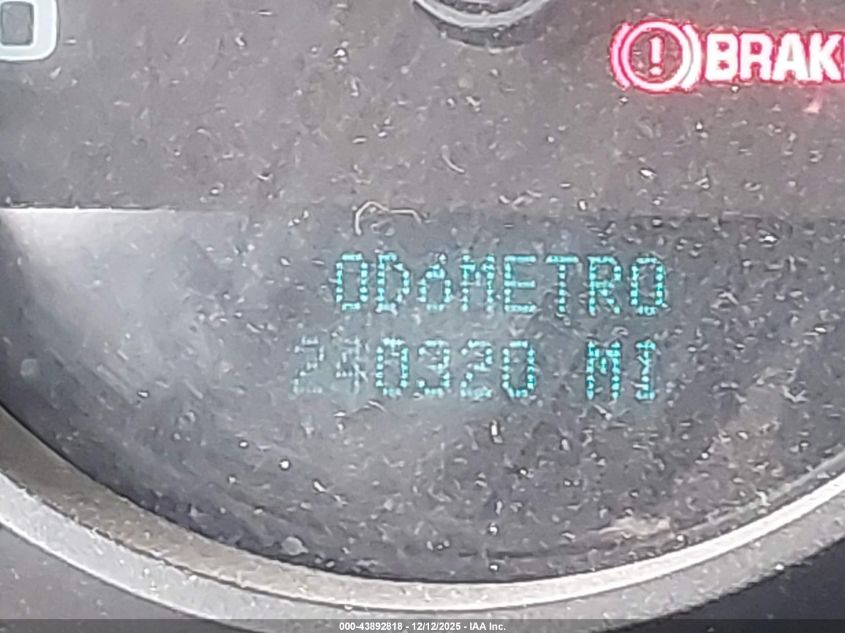 BRAKE
ODóMETRO
240320 MI
000-43892818 - 12/12/2025 - IAA Inc.